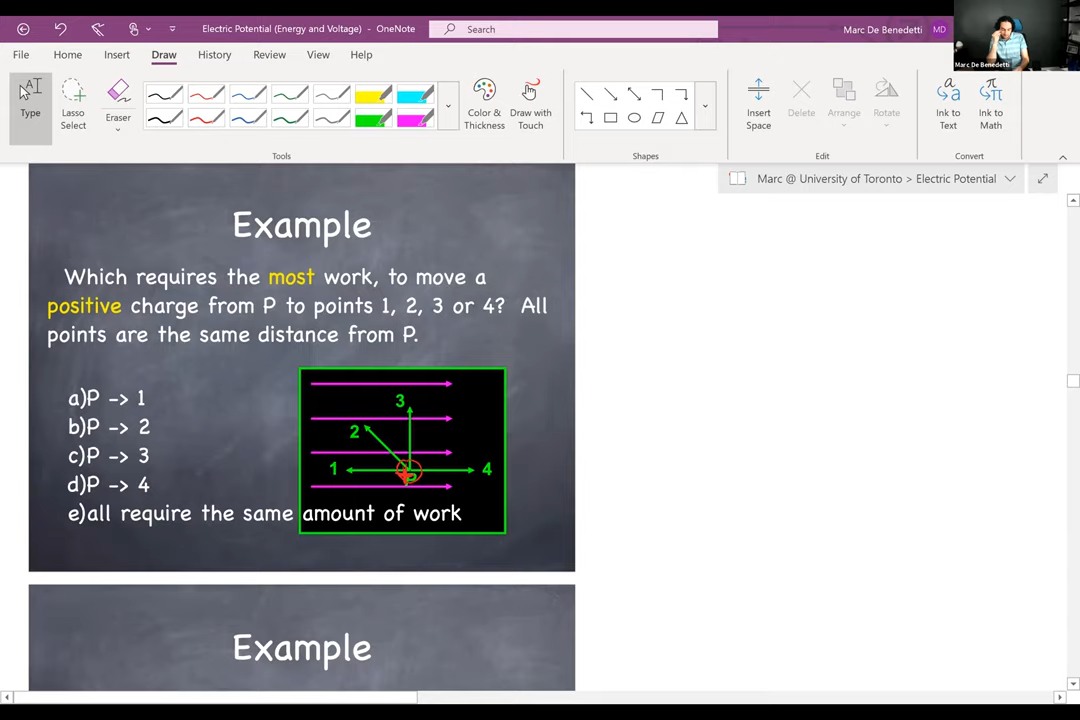 Electric Potential (Energy and Voltage) - OneNote
Search
Marc De Benedetti
MD
Marc De Benedetti
File
Home
Insert
Draw
History
Review
View
Help
Type
Lasso
Select
Eraser
Color &
Thickness
Draw with
Touch
Insert
Space
Delete
Arrange
Rotate
Ink to
Text
Ink to
Math
Tools
Shapes
Edit
Convert
Marc @ University of Toronto > Electric Potential
Example
Which requires the most work, to move a
positive charge from P to points 1, 2, 3 or 4? All
points are the same distance from P.
a)P -> 1
b)P -> 2
c)P -> 3
d)P -> 4
e)all require the same amount of work
3
2
1
4
P
Example